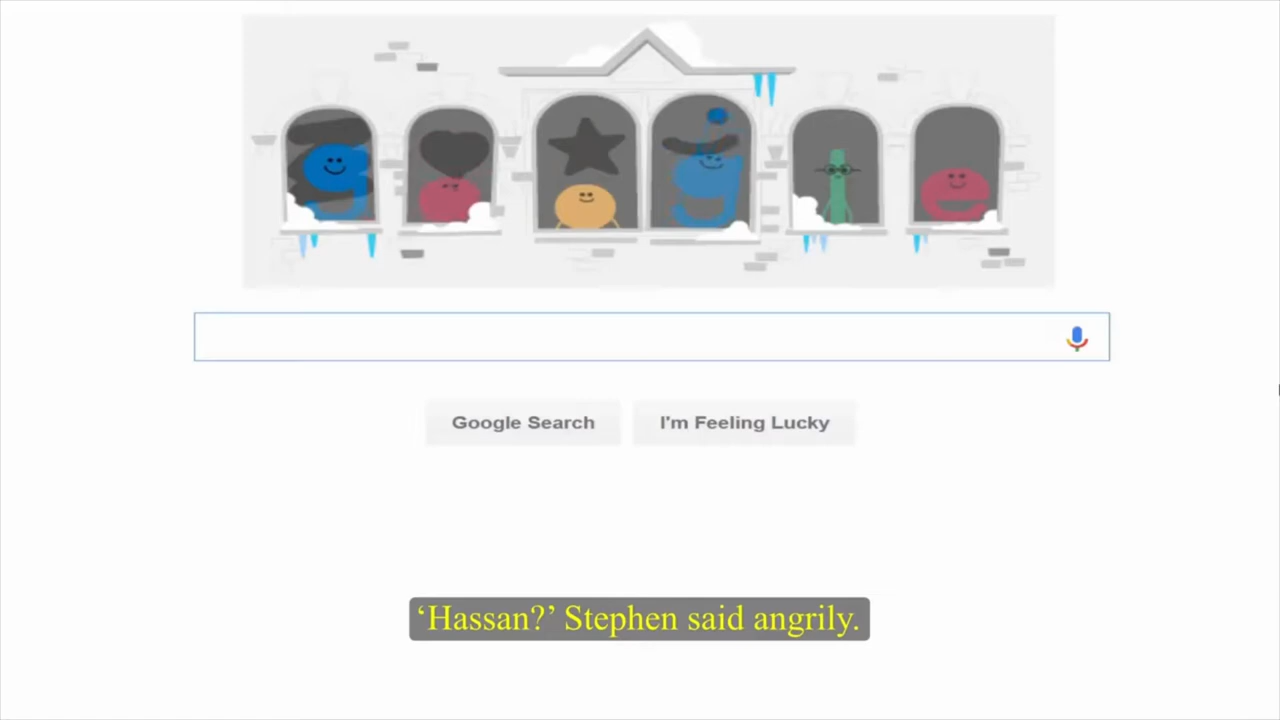 Google Search
I'm Feeling Lucky
‘Hassan?’ Stephen said angrily.